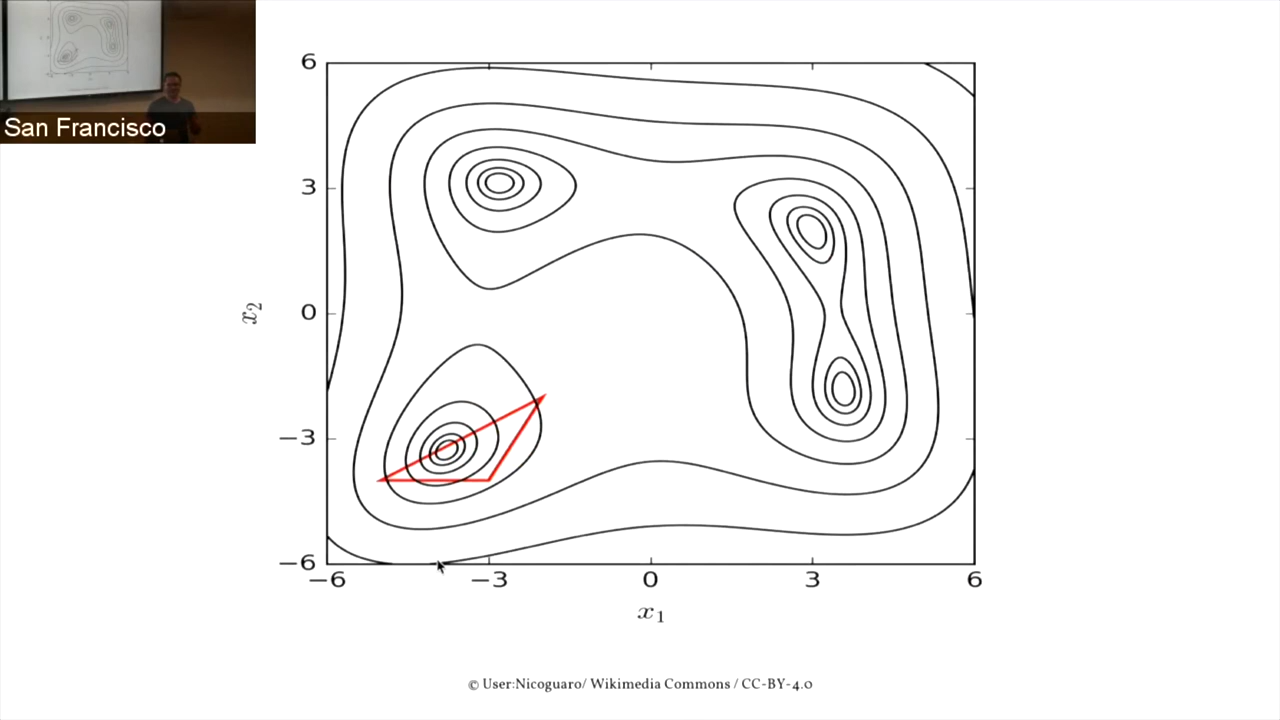 San Francisco
6
3
0
−3
−6
x₂
−6 −3 0 3 6
x₁
© User:Nicoguaro/ Wikimedia Commons / CC-BY-4.0